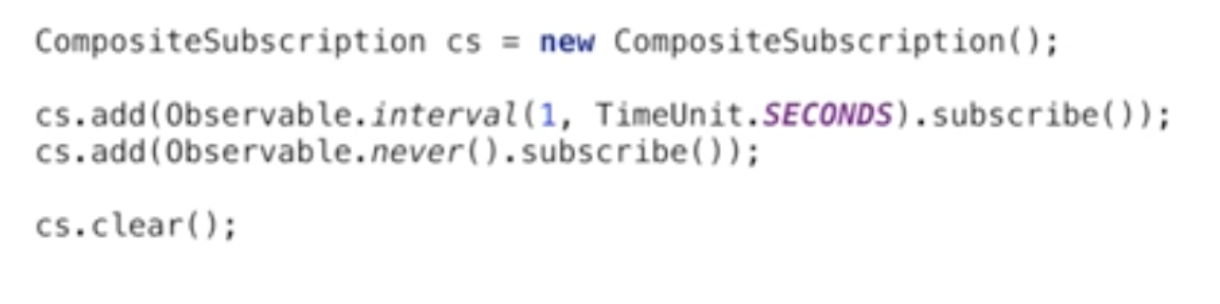 CompositeSubscription cs = new CompositeSubscription();
cs.add(Observable.interval(1, TimeUnit.SECONDS).subscribe());
cs.add(Observable.never().subscribe());
cs.clear();